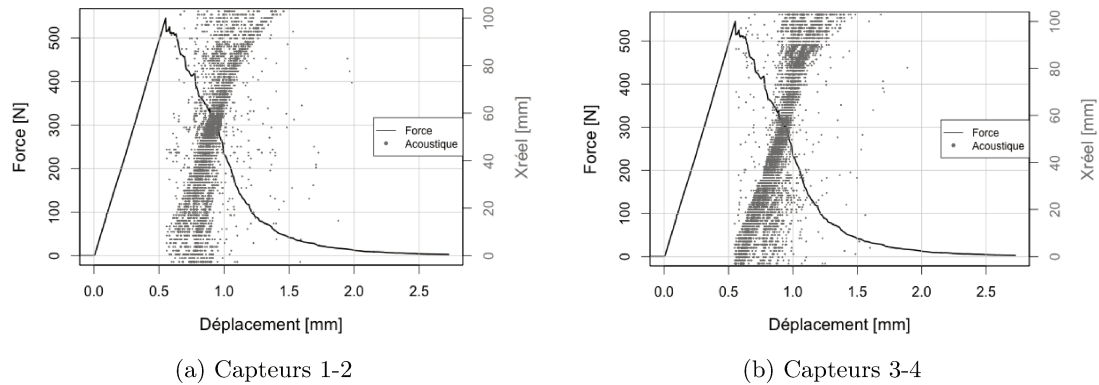 Force [N]
500
400
300
200
100
0
0.0 0.5 1.0 1.5 2.0 2.5
Déplacement [mm]
100
80
60
40
20
0
Xréel [mm]
Force
Acoustique
(a) Capteurs 1-2
Force [N]
500
400
300
200
100
0
0.0 0.5 1.0 1.5 2.0 2.5
Déplacement [mm]
100
80
60
40
20
0
Xréel [mm]
Force
Acoustique
(b) Capteurs 3-4